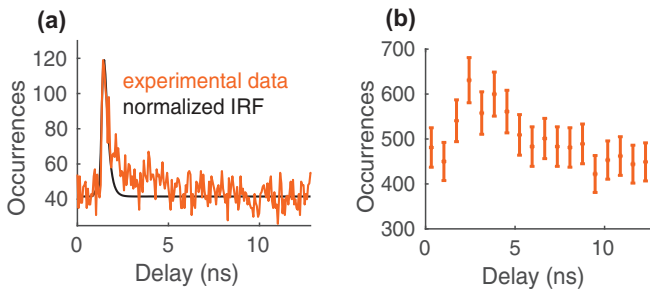 (a)
120
100
80
60
40
0
5
10
Occurrences
Delay (ns)
experimental data
normalized IRF
(b)
700
600
500
400
300
0
5
10
Occurrences
Delay (ns)